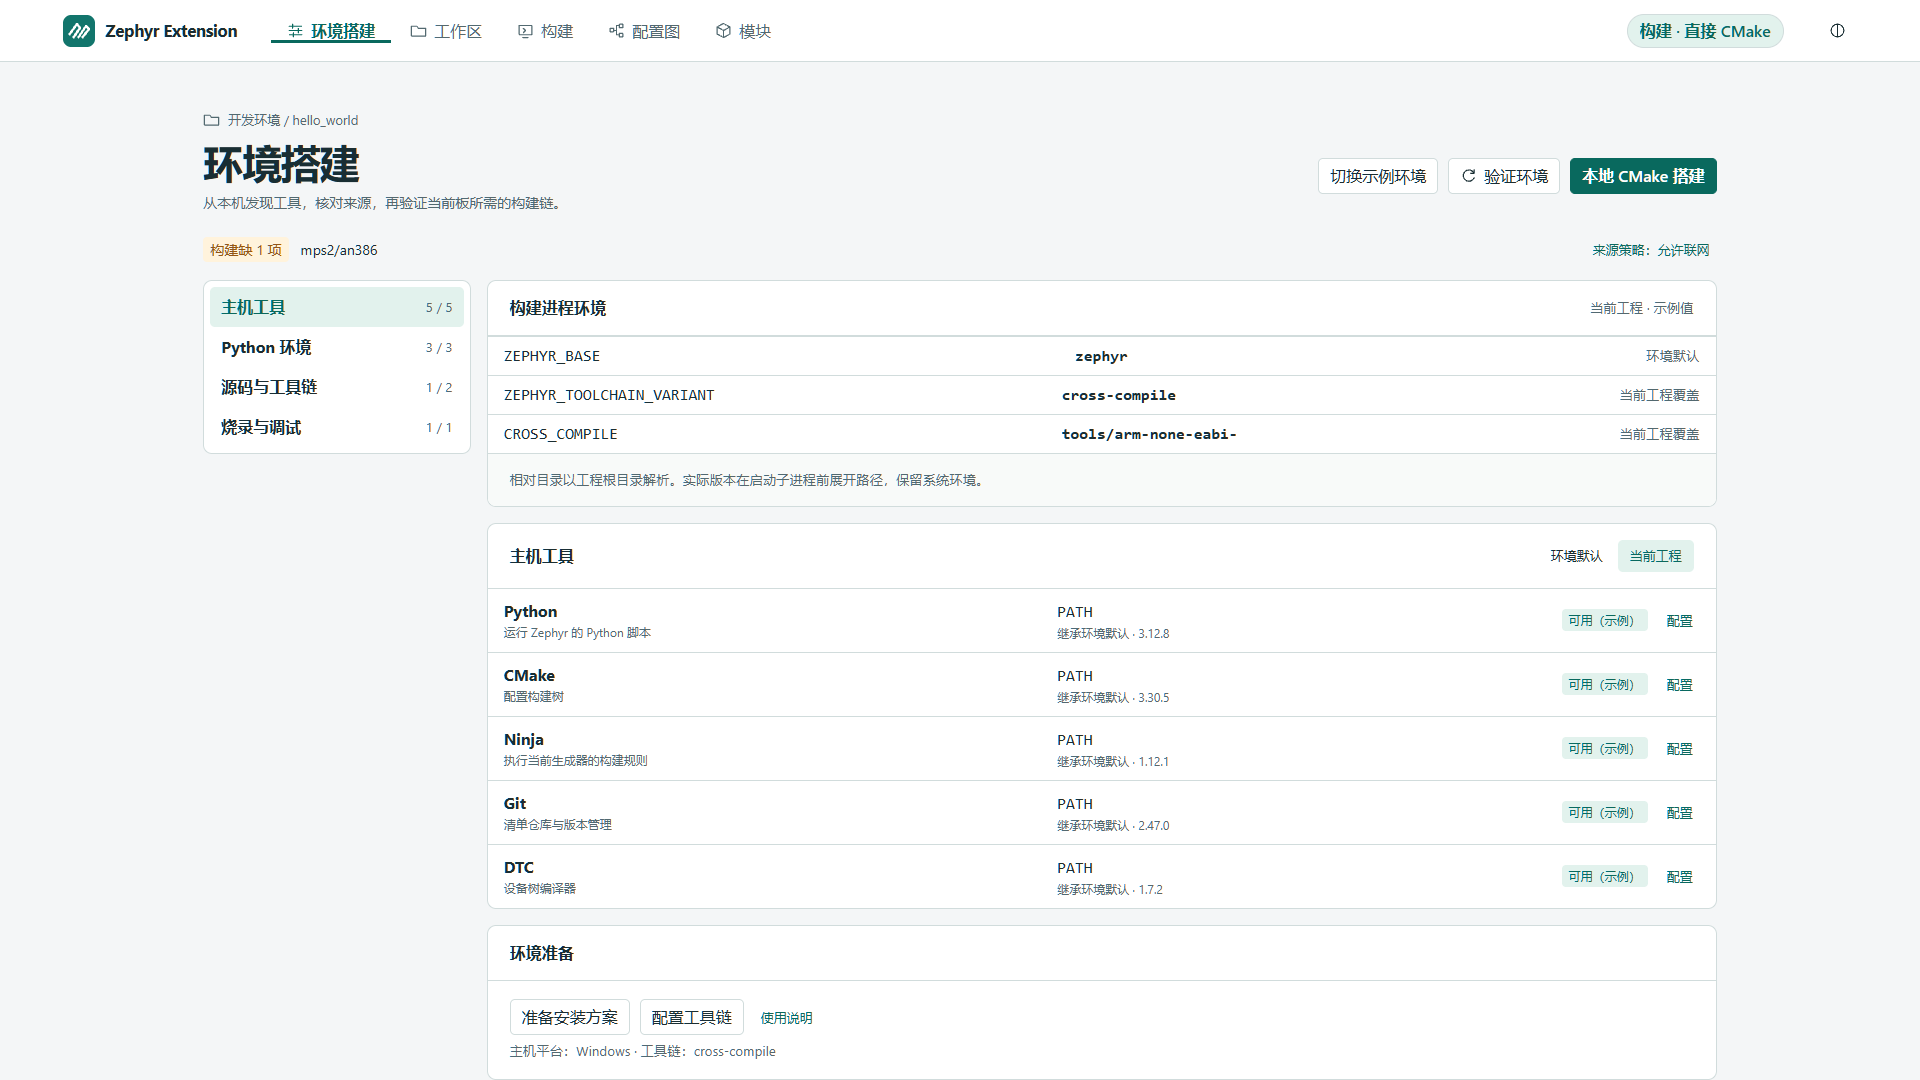 Zephyr Extension
环境搭建
工作区
构建
配置图
模块
构建 · 直接 CMake
开发环境 / hello_world
环境搭建
从本机发现工具，核对来源，再验证当前板所需的构建链。
切换示例环境
验证环境
本地 CMake 搭建
构建缺 1 项
mps2/an386
来源策略：允许联网
主机工具 5 / 5
Python 环境 3 / 3
源码与工具链 1 / 2
烧录与调试 1 / 1
构建进程环境
当前工程 · 示例值
ZEPHYR_BASE zephyr 环境默认
ZEPHYR_TOOLCHAIN_VARIANT cross-compile 当前工程覆盖
CROSS_COMPILE tools/arm-none-eabi- 当前工程覆盖
相对目录以工程根目录解析。实际版本在启动子进程前展开路径，保留系统环境。
主机工具
环境默认
当前工程
Python
运行 Zephyr 的 Python 脚本
PATH
继承环境默认 · 3.12.8
可用（示例）
配置
CMake
配置构建树
PATH
继承环境默认 · 3.30.5
可用（示例）
配置
Ninja
执行当前生成器的构建规则
PATH
继承环境默认 · 1.12.1
可用（示例）
配置
Git
清单仓库与版本管理
PATH
继承环境默认 · 2.47.0
可用（示例）
配置
DTC
设备树编译器
PATH
继承环境默认 · 1.7.2
可用（示例）
配置
环境准备
准备安装方案
配置工具链
使用说明
主机平台：Windows · 工具链：cross-compile